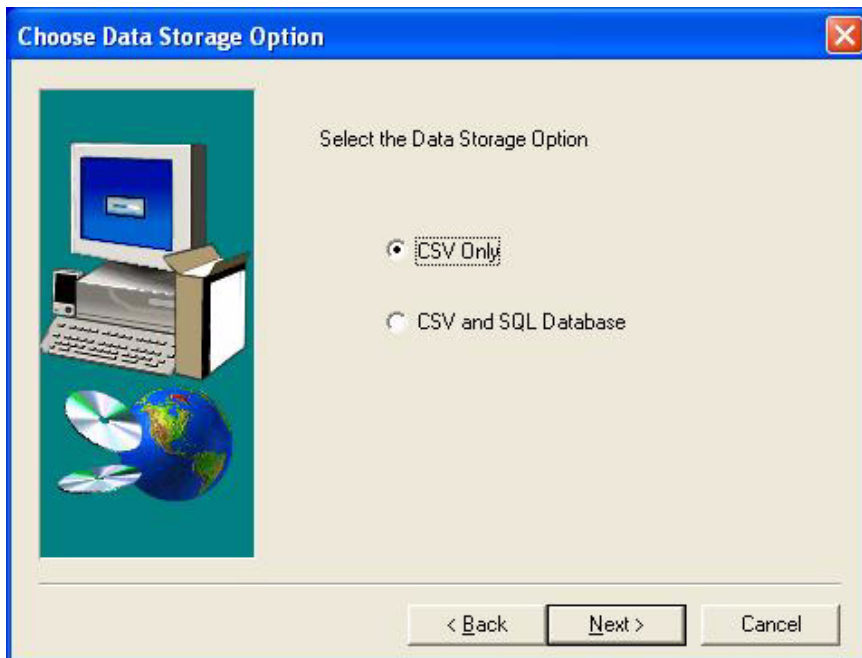 Choose Data Storage Option
Select the Data Storage Option
CSV Only
CSV and SQL Database
< Back
Next >
Cancel